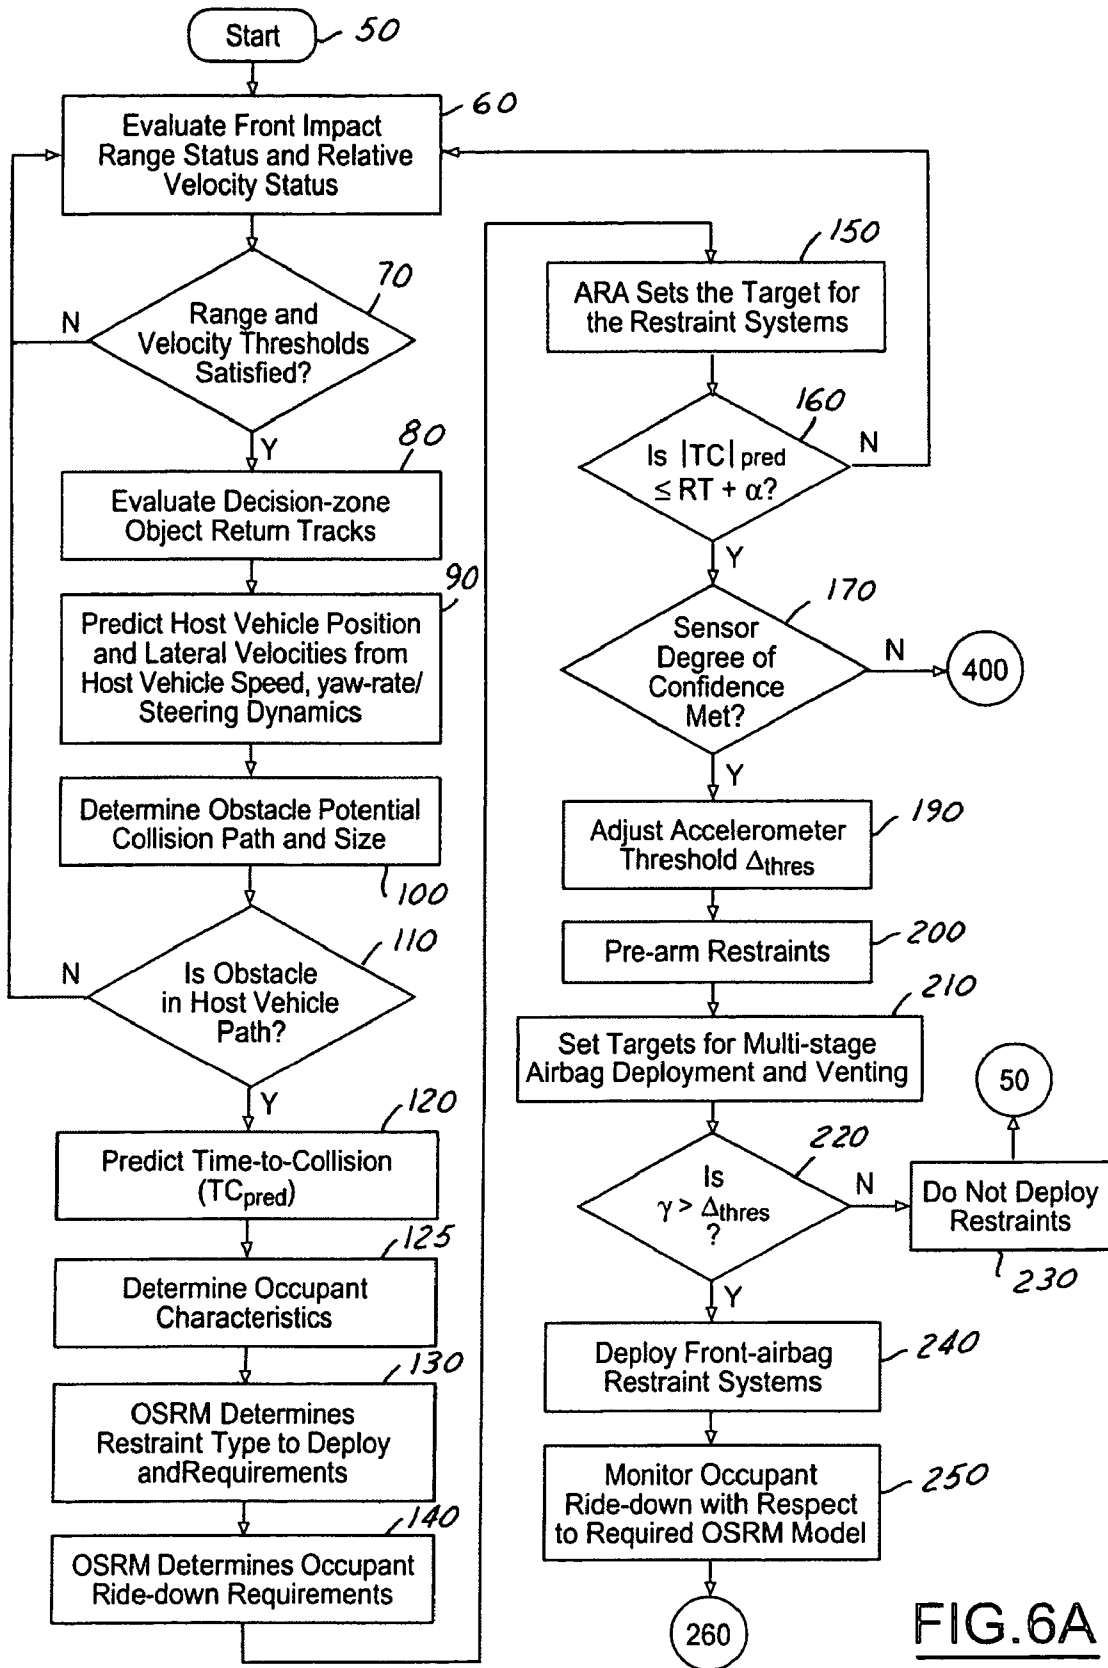 Start
50
60
Evaluate Front Impact
Range Status and Relative
Velocity Status
70
N
Range and
Velocity Thresholds
Satisfied?
Y
80
Evaluate Decision-zone
Object Return Tracks
90
Predict Host Vehicle Position
and Lateral Velocities from
Host Vehicle Speed, yaw-rate/
Steering Dynamics
Determine Obstacle Potential
Collision Path and Size
100
110
N
Is Obstacle
in Host Vehicle
Path?
Y
120
Predict Time-to-Collision
(TCpred)
125
Determine Occupant
Characteristics
130
OSRM Determines
Restraint Type to Deploy
andRequirements
140
OSRM Determines Occupant
Ride-down Requirements
150
ARA Sets the Target for
the Restraint Systems
160
N
Is |TC| pred
≤ RT + α?
Y
170
Sensor
Degree of
Confidence
Met?
N
400
Y
190
Adjust Accelerometer
Threshold Δthres
200
Pre-arm Restraints
210
Set Targets for Multi-stage
Airbag Deployment and Venting
50
220
Is
γ > Δthres
?
N
Do Not Deploy
Restraints
230
Y
240
Deploy Front-airbag
Restraint Systems
250
Monitor Occupant
Ride-down with Respect
to Required OSRM Model
260
FIG.6A